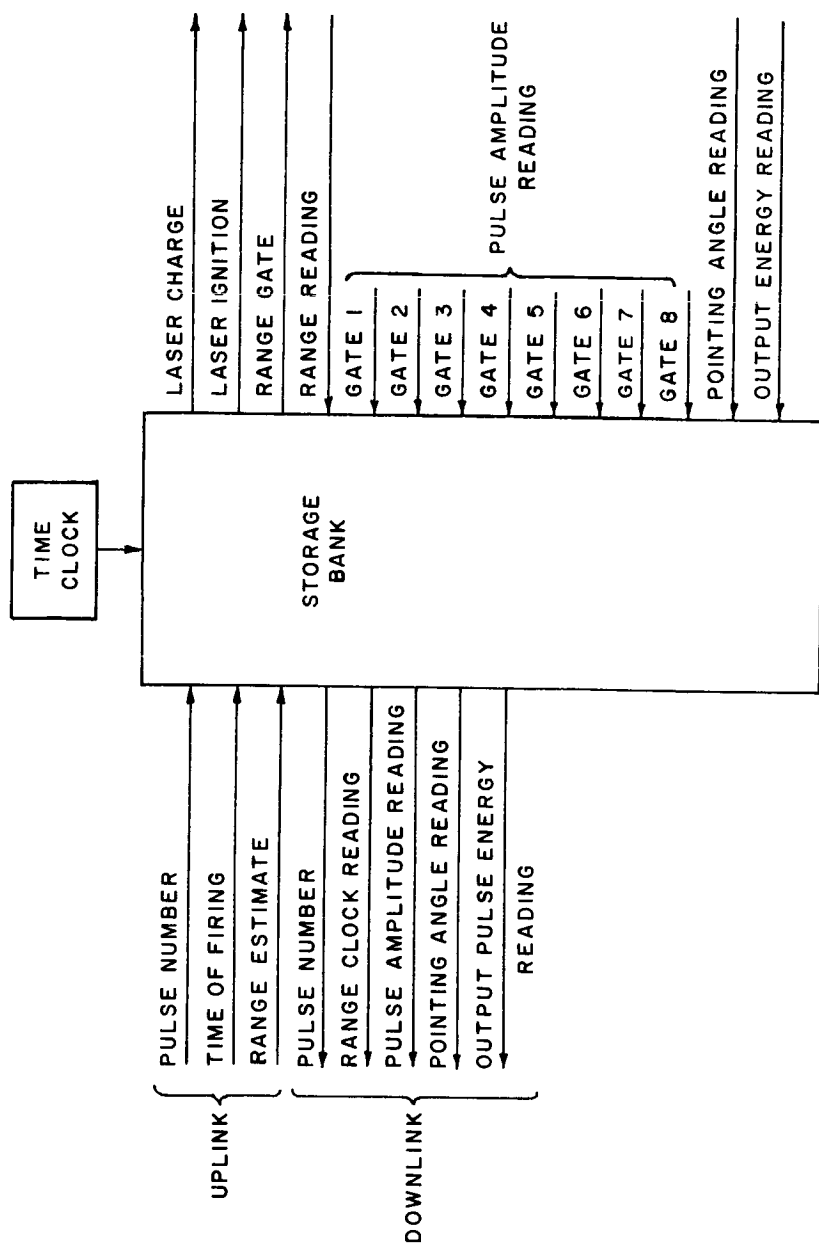 TIME
CLOCK
STORAGE
BANK
UPLINK
PULSE NUMBER
TIME OF FIRING
RANGE ESTIMATE
DOWNLINK
PULSE NUMBER
RANGE CLOCK READING
PULSE AMPLITUDE READING
POINTING ANGLE READING
OUTPUT PULSE ENERGY
READING
LASER CHARGE
LASER IGNITION
RANGE GATE
RANGE READING
GATE 1
GATE 2
GATE 3
GATE 4
GATE 5
GATE 6
GATE 7
GATE 8
PULSE AMPLITUDE
READING
POINTING ANGLE READING
OUTPUT ENERGY READING